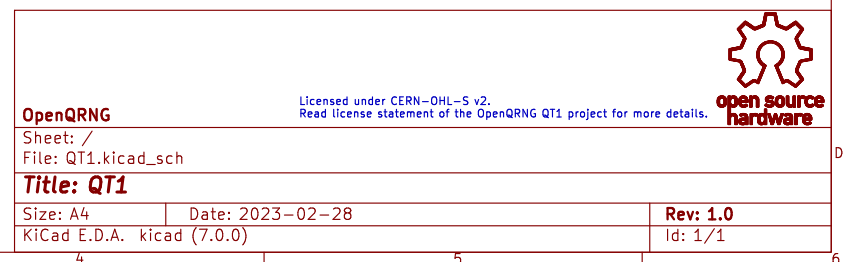 Licensed under CERN-OHL-S v2.
OpenQRNG
Read license statement of the OpenQRNG QT1 project for more details.
open source
hardware
Sheet: /
File: QT1.kicad_sch
D
Title: QT1
Size: A4 Date: 2023-02-28 Rev: 1.0
KiCad E.D.A. kicad (7.0.0) Id: 1/1
4 5 6